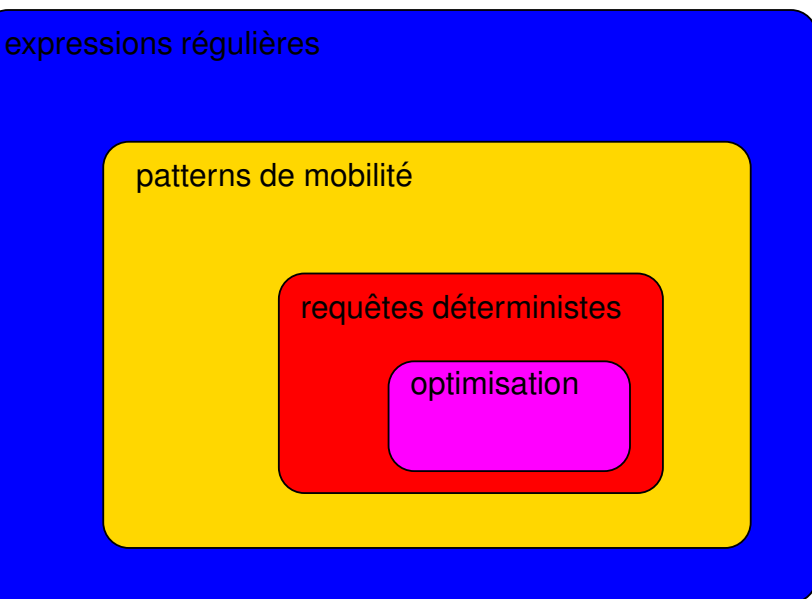 expressions régulières
patterns de mobilité
requêtes déterministes
optimisation